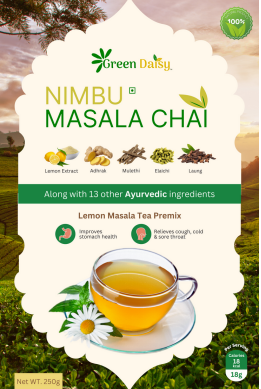 100%
Green Daisy
NIMBU
MASALA CHAI
Lemon Extract Adhrak Mulethi Elaichi Laung
Along with 13 other Ayurvedic ingredients
Lemon Masala Tea Premix
Improves
stomach health
Relieves cough, cold
& sore throat
Per Serving
Calories
18
kcal
18g
Net WT. 250g